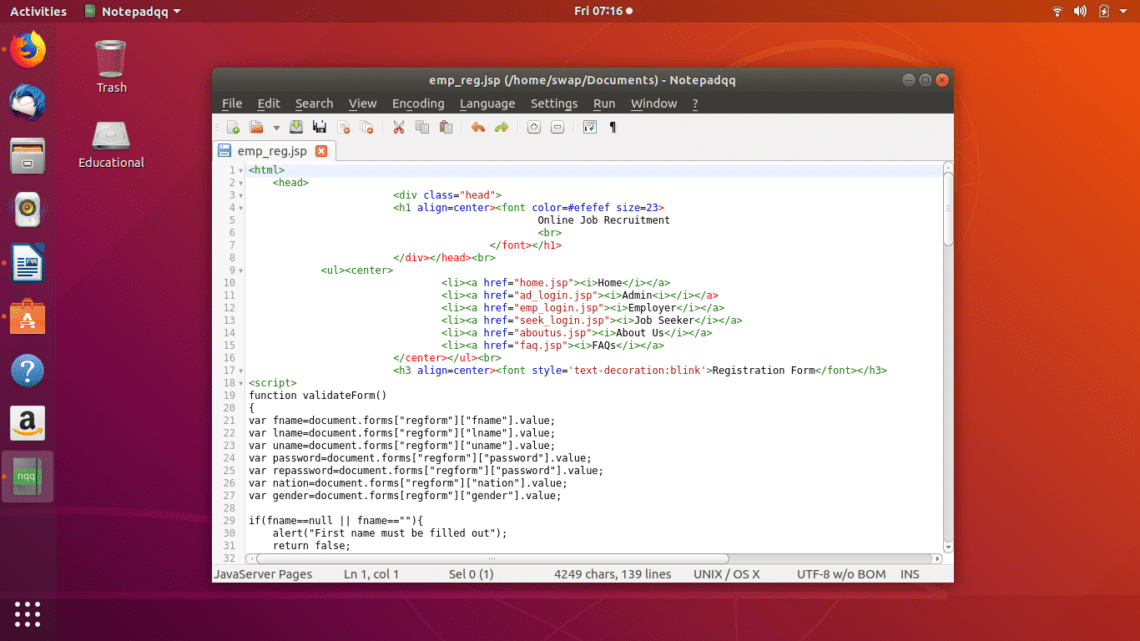 Activities Notepadqq Fri 07:16
Trash
Educational
emp_reg.jsp (/home/swap/Documents) - Notepadqq
File Edit Search View Encoding Language Settings Run Window ?
emp_reg.jsp
1 <html>
2 <head>
3 <div class="head">
4 <h1 align=center><font color=#efefef size=23>
5 Online Job Recruitment
6 <br>
7 </font></h1>
8 </div></head><br>
9 <ul><center>
10 <li><a href="home.jsp"><i>Home</i></a>
11 <li><a href="ad_login.jsp"><i>Admin<i></i></a>
12 <li><a href="emp_login.jsp"><i>Employer</i></a>
13 <li><a href="seek_login.jsp"><i>Job Seeker</i></a>
14 <li><a href="aboutus.jsp"><i>About Us</i></a>
15 <li><a href="faq.jsp"><i>FAQs</i></a>
16 </center></ul><br>
17 <h3 align=center><font style='text-decoration:blink'>Registration Form</font></h3>
18 <script>
19 function validateForm()
20 {
21 var fname=document.forms["regform"]["fname"].value;
22 var lname=document.forms["regform"]["lname"].value;
23 var uname=document.forms["regform"]["uname"].value;
24 var password=document.forms["regform"]["password"].value;
25 var repassword=document.forms["regform"]["password"].value;
26 var nation=document.forms["regform"]["nation"].value;
27 var gender=document.forms[regform"]["gender"].value;
28
29 if(fname==null || fname==""){
30 alert("First name must be filled out");
31 return false;
32
JavaServer Pages Ln 1, col 1 Sel 0 (1) 4249 chars, 139 lines UNIX / OS X UTF-8 w/o BOM INS
a
nqq